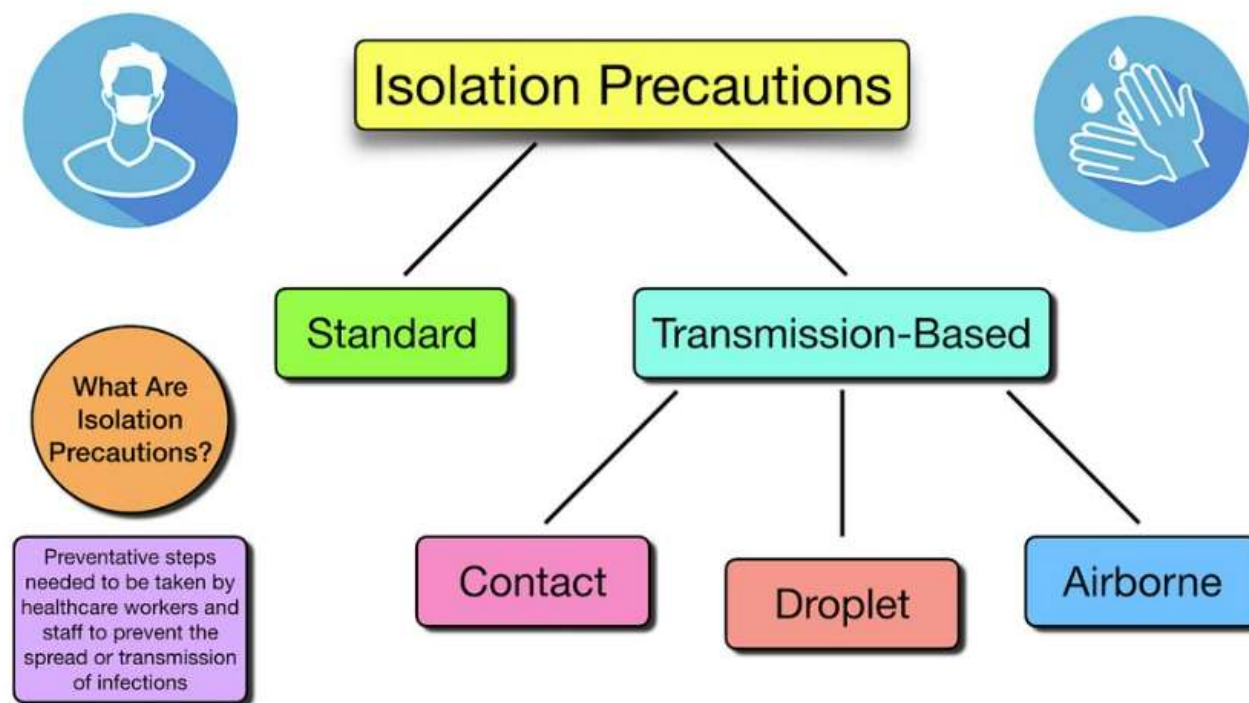 Isolation Precautions
Standard
Transmission-Based
What Are
Isolation
Precautions?
Contact
Droplet
Airborne
Preventative steps
needed to be taken by
healthcare workers and
staff to prevent the
spread or transmission
of infections